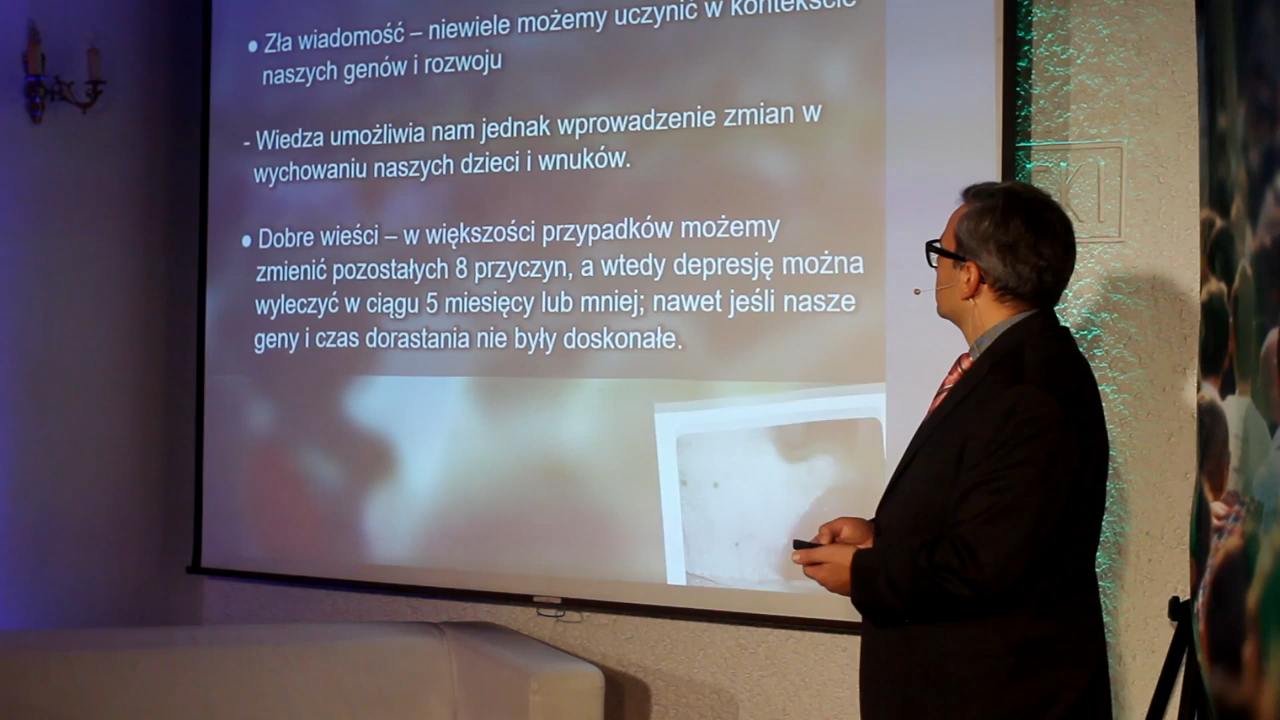 ● Zła wiadomość – niewiele możemy uczynić w kontekście
naszych genów i rozwoju
- Wiedza umożliwia nam jednak wprowadzenie zmian w
wychowaniu naszych dzieci i wnuków.
● Dobre wieści – w większości przypadków możemy
zmienić pozostałych 8 przyczyn, a wtedy depresję można
wyleczyć w ciągu 5 miesięcy lub mniej; nawet jeśli nasze
geny i czas dorastania nie były doskonałe.